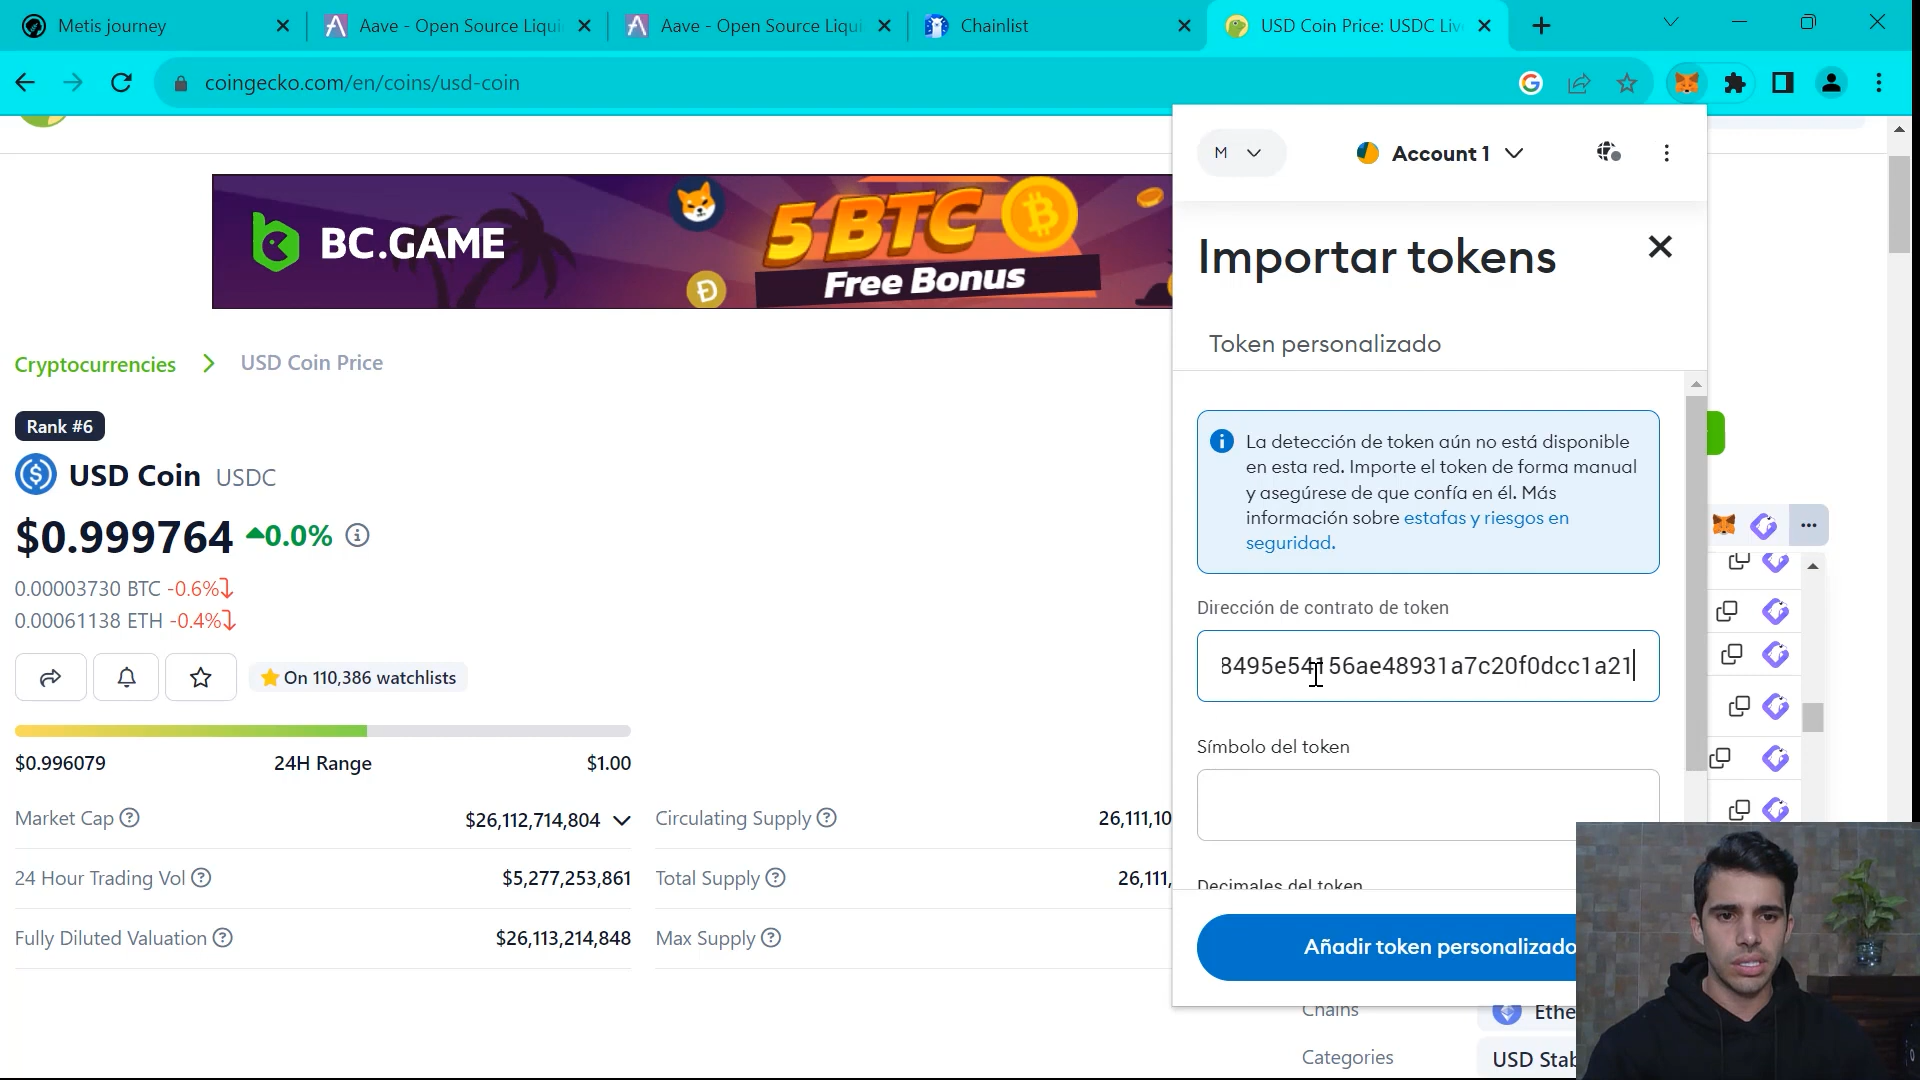 Metis journey
Aave - Open Source Liqui
Aave - Open Source Liqui
Chainlist
USD Coin Price: USDC Liv
coingecko.com/en/coins/usd-coin
BC.GAME
5 BTC
Free Bonus
Cryptocurrencies
USD Coin Price
Rank #6
USD Coin USDC
$0.999764
0.0%
0.00003730 BTC -0.6%
0.00061138 ETH -0.4%
On 110,386 watchlists
$0.996079
24H Range
$1.00
Market Cap
$26,112,714,804
Circulating Supply
26,111,10
24 Hour Trading Vol
$5,277,253,861
Total Supply
26,111,
Fully Diluted Valuation
$26,113,214,848
Max Supply
M
Account 1
Importar tokens
Token personalizado
La detección de token aún no está disponible
en esta red. Importe el token de forma manual
y asegúrese de que confía en él. Más
información sobre estafas y riesgos en
seguridad.
Dirección de contrato de token
8495e54156ae48931a7c20f0dcc1a21
Símbolo del token
Decimales del token
Añadir token personalizado
Chains
Ethe
Categories
USD Stab